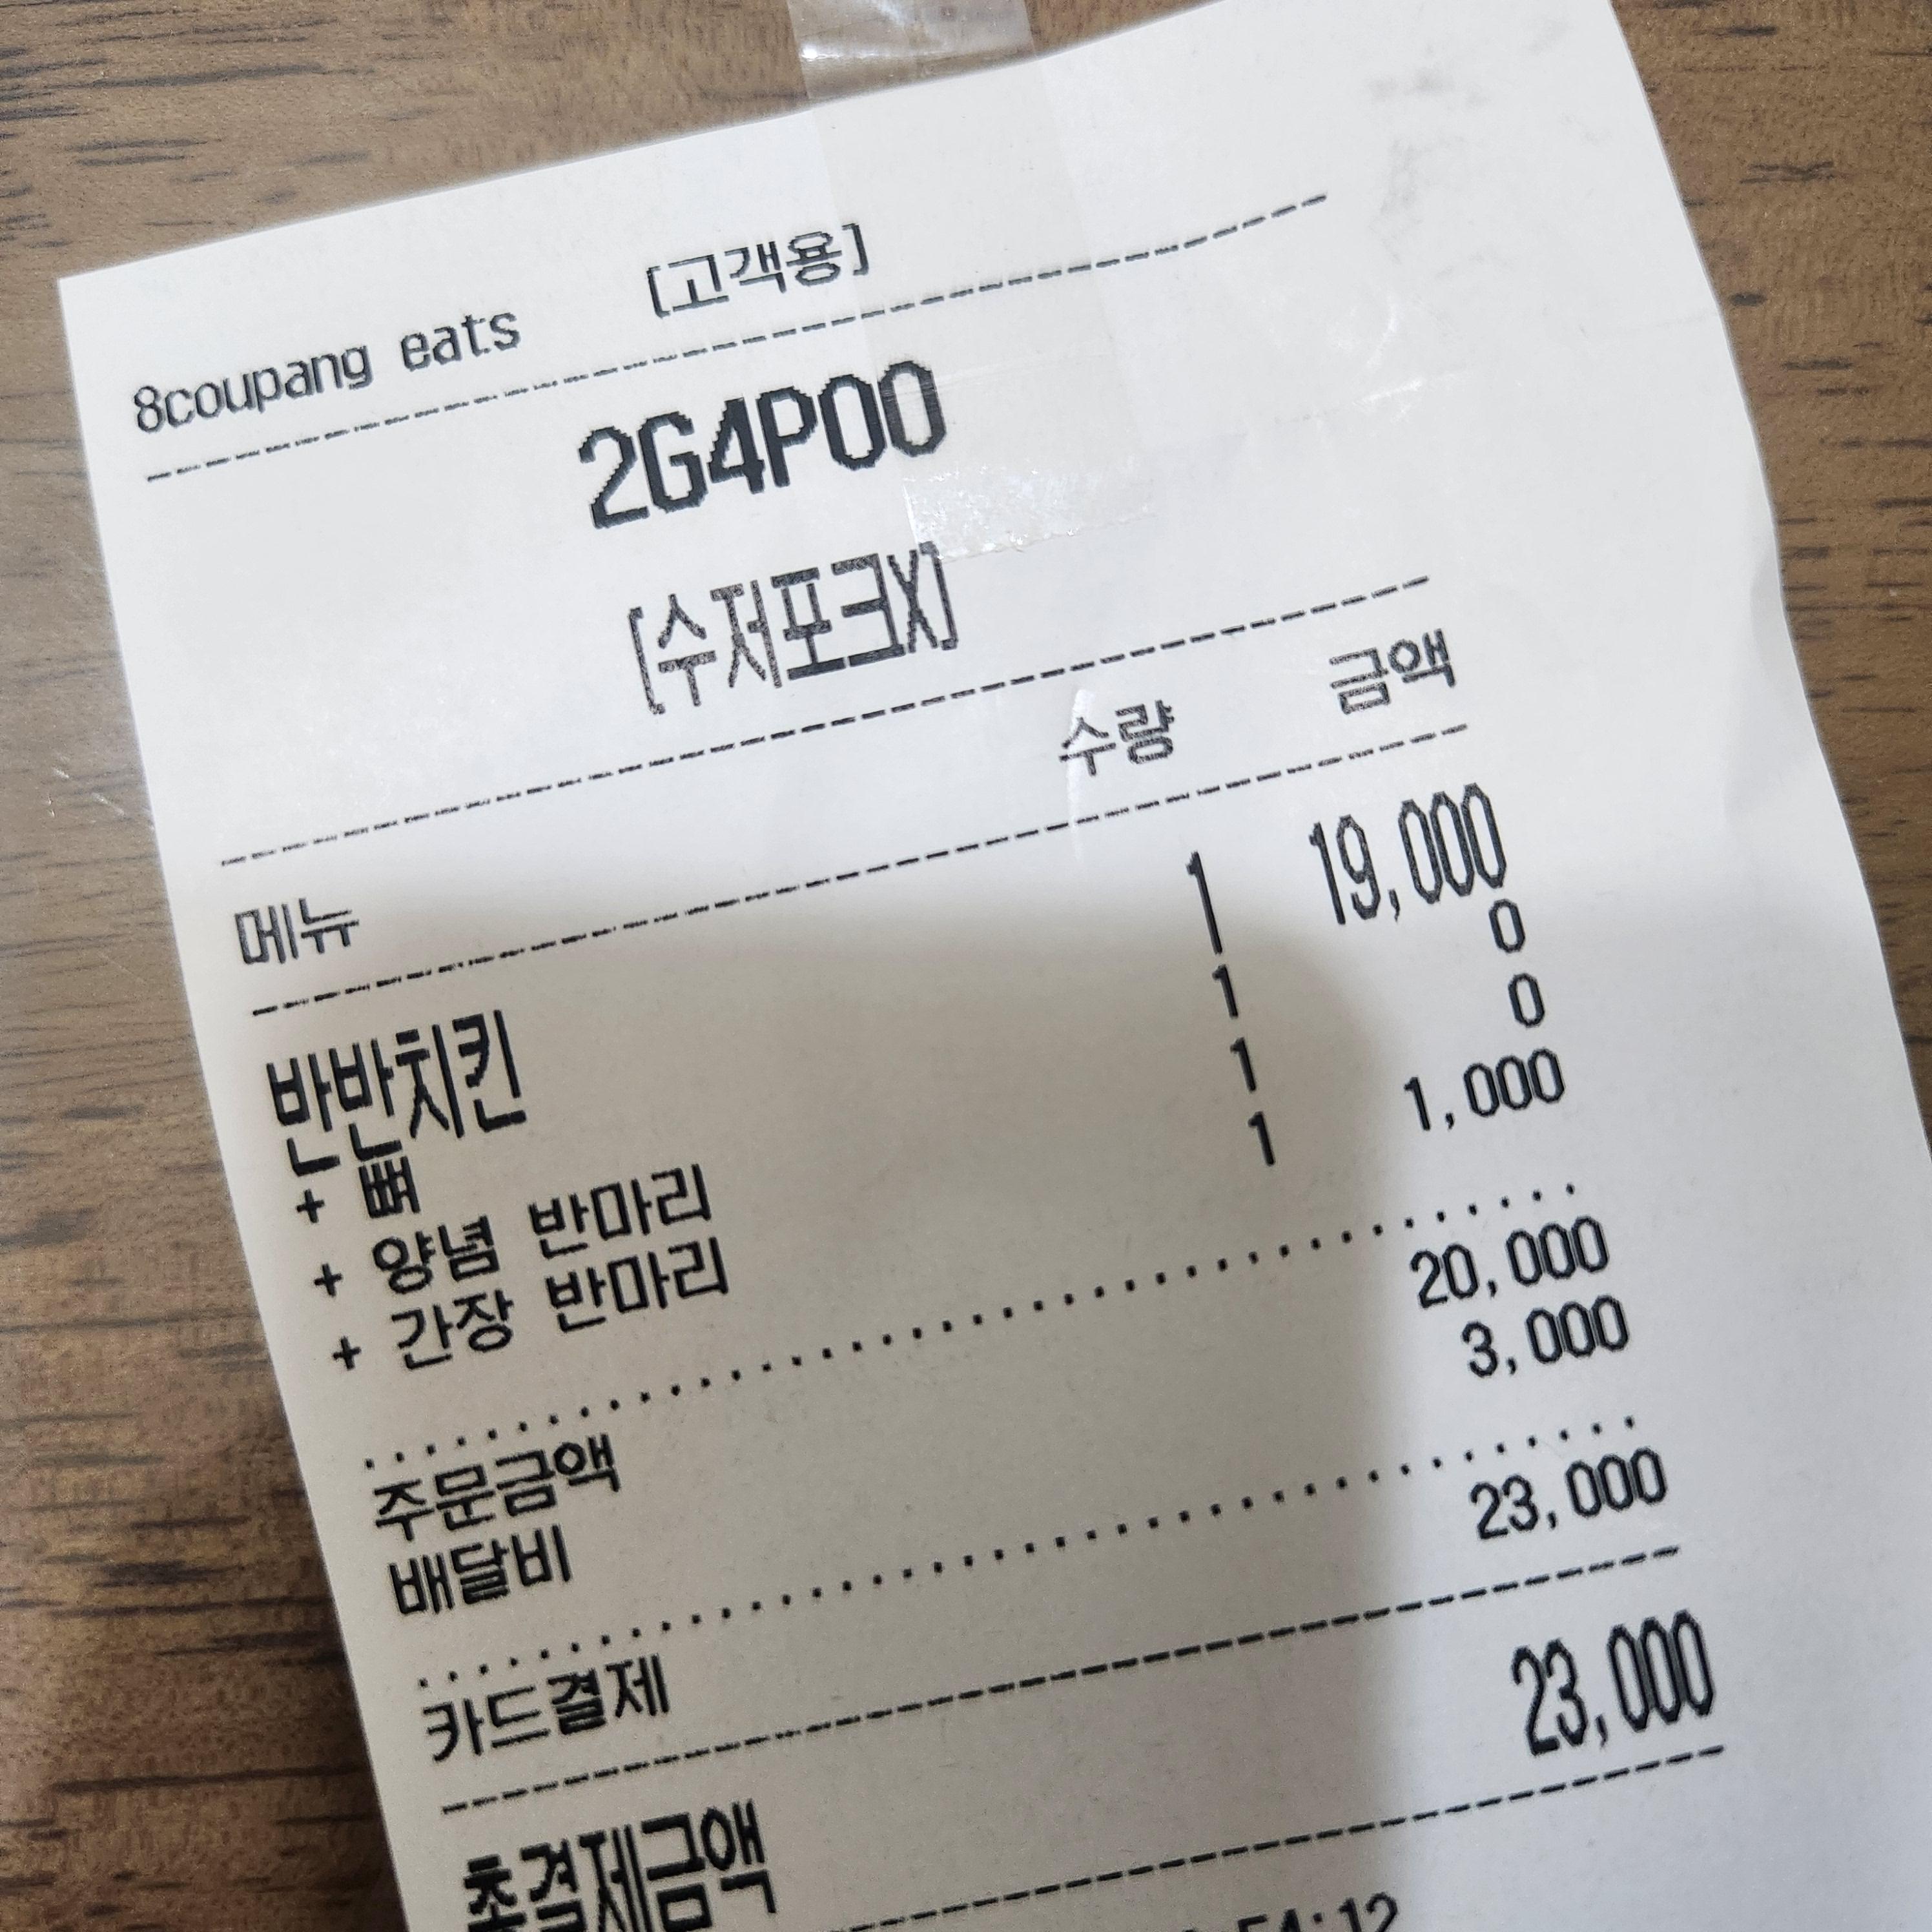 8coupang eats [고객용]
2G4P00
[수저포크X]
메뉴 수량 금액
반반치킨 1 19,000
+ 뼈 1 0
+ 양념 반마리 1 0
+ 간장 반마리 1 1,000
주문금액 20,000
배달비 3,000
카드결제 23,000
총결제금액 23,000
54:12